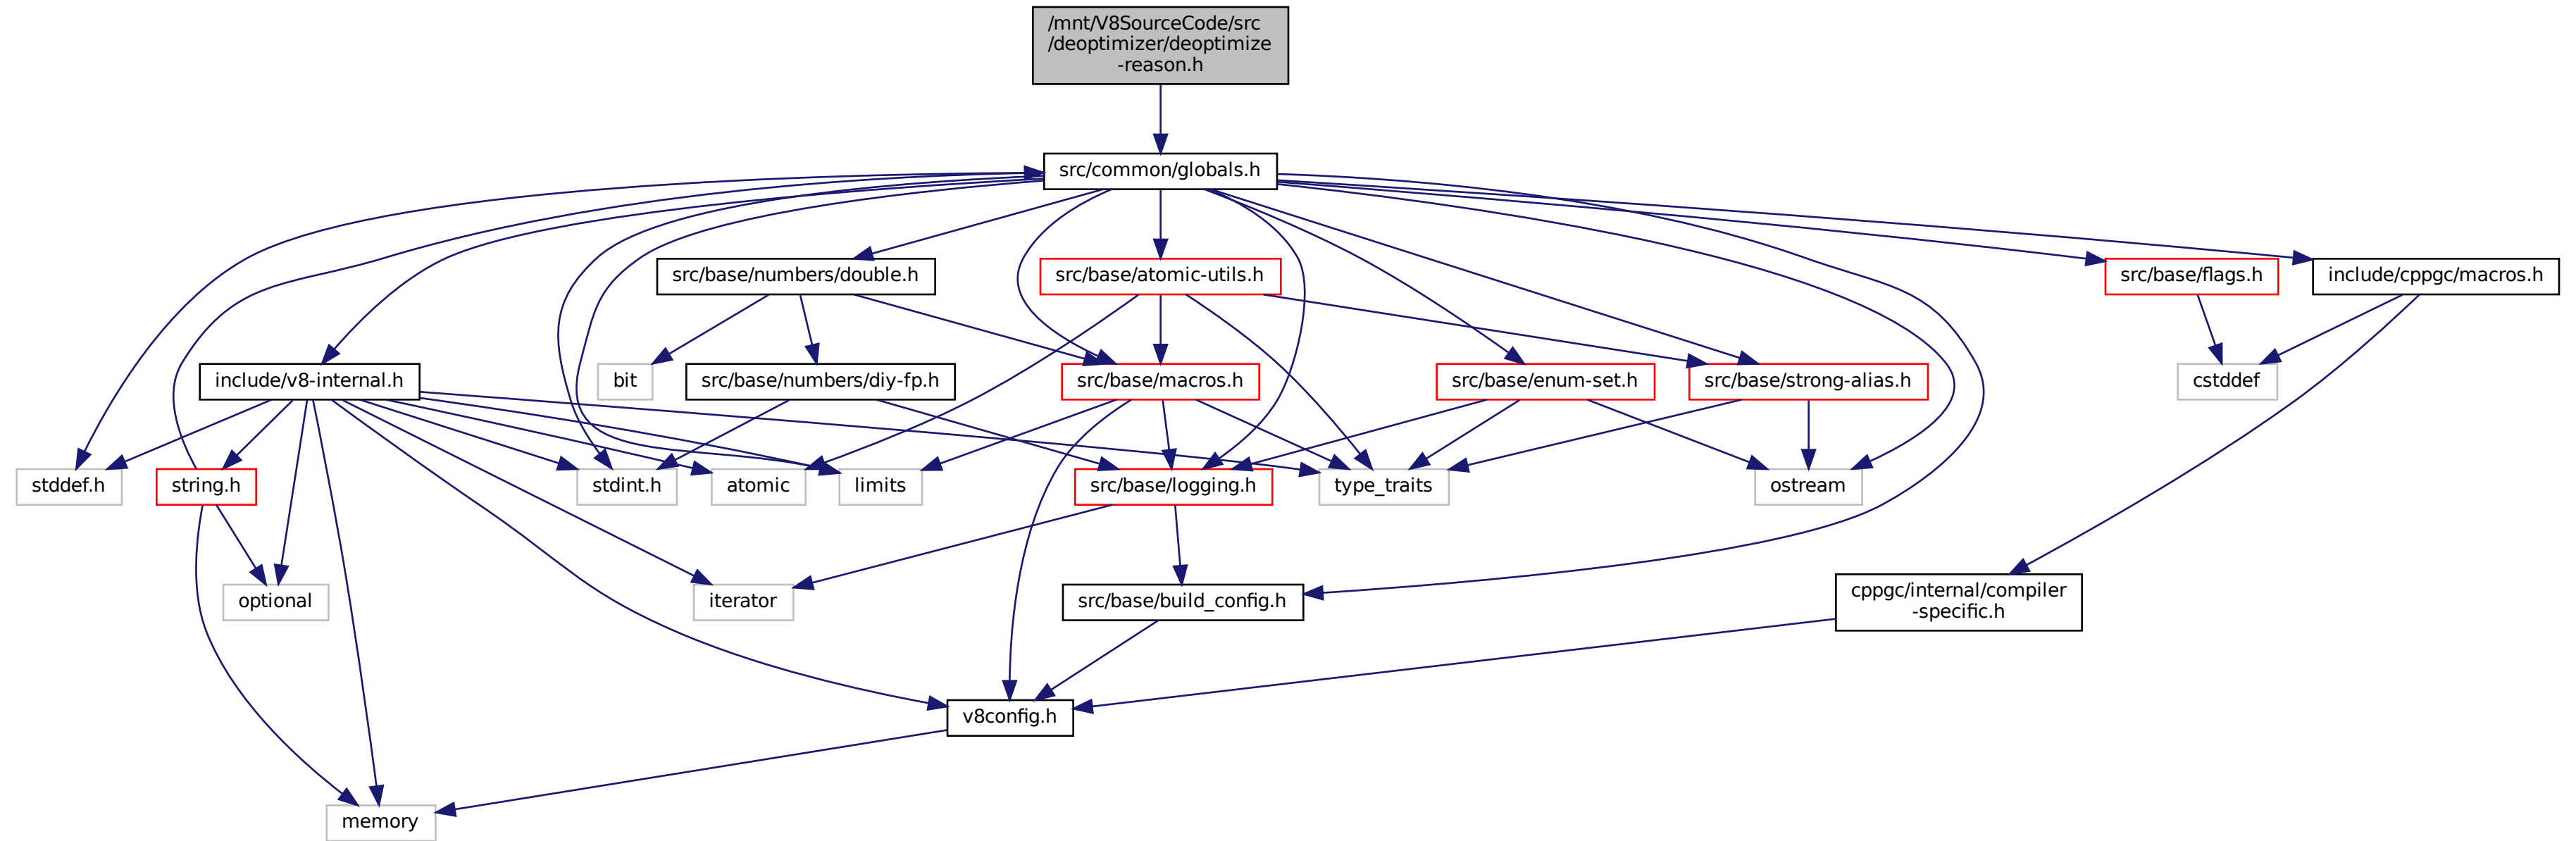 /mnt/V8SourceCode/src
/deoptimizer/deoptimize
-reason.h
src/common/globals.h
src/base/numbers/double.h
src/base/atomic-utils.h
src/base/flags.h
include/cppgc/macros.h
include/v8-internal.h
bit
src/base/numbers/diy-fp.h
src/base/macros.h
src/base/enum-set.h
src/base/strong-alias.h
cstddef
stddef.h
string.h
stdint.h
atomic
limits
src/base/logging.h
type_traits
ostream
optional
iterator
src/base/build_config.h
cppgc/internal/compiler
-specific.h
v8config.h
memory